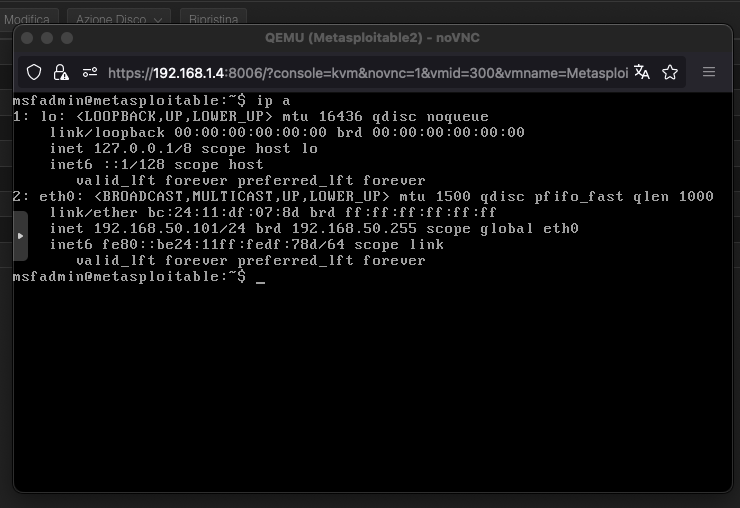 Modifica Azione Disco Ripristina
QEMU (Metasploitable2) - noVNC
https://192.168.1.4:8006/?console=kvm&novnc=1&vmid=300&vmname=Metasploi
msfadmin@metasploitable:~$ ip a
1: lo: <LOOPBACK,UP,LOWER_UP> mtu 16436 qdisc noqueue
    link/loopback 00:00:00:00:00:00 brd 00:00:00:00:00:00
    inet 127.0.0.1/8 scope host lo
    inet6 ::1/128 scope host
       valid_lft forever preferred_lft forever
2: eth0: <BROADCAST,MULTICAST,UP,LOWER_UP> mtu 1500 qdisc pfifo_fast qlen 1000
    link/ether bc:24:11:df:07:8d brd ff:ff:ff:ff:ff:ff
    inet 192.168.50.101/24 brd 192.168.50.255 scope global eth0
    inet6 fe80::be24:11ff:fedf:78d/64 scope link
       valid_lft forever preferred_lft forever
msfadmin@metasploitable:~$ _